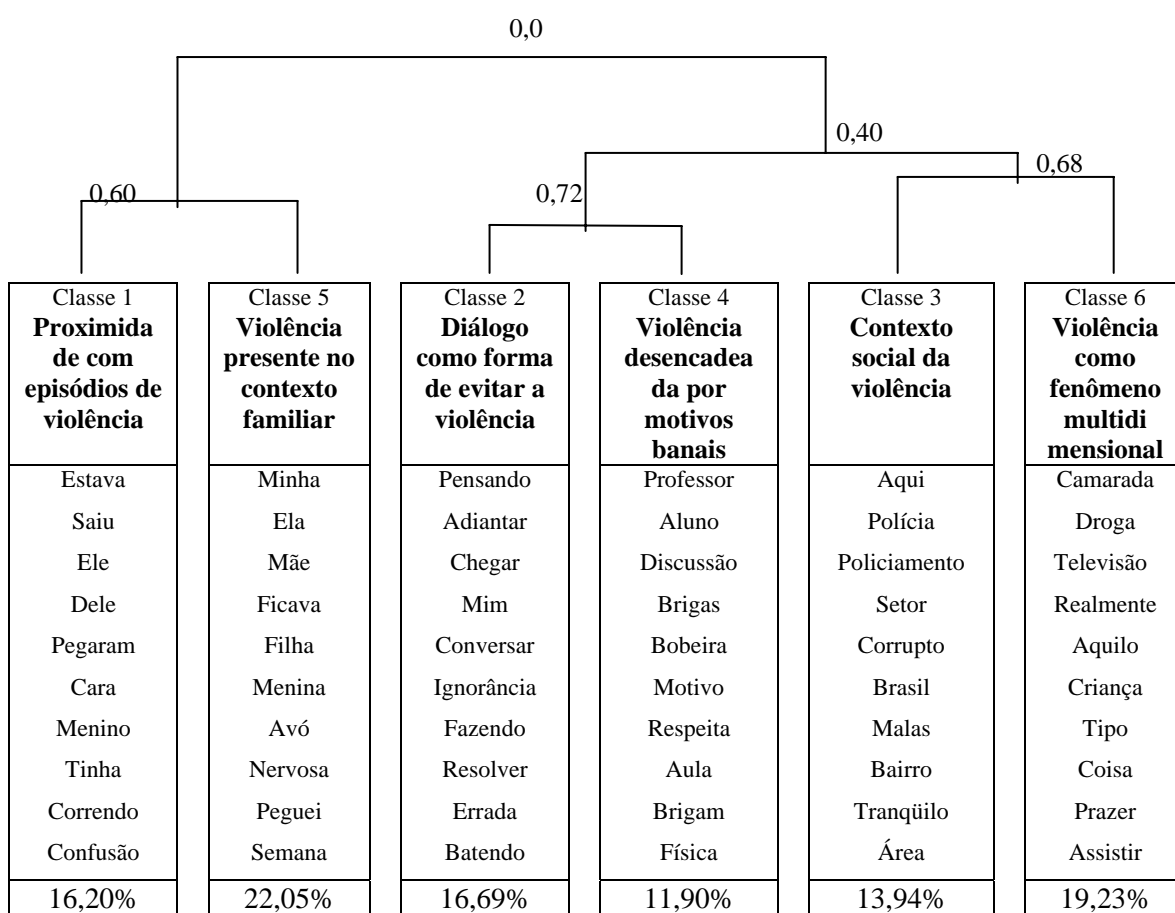 0,0
0,40
0,68
0,60
0,72
Classe 1
Proximida
de com
episódios de
violência
Estava
Saiu
Ele
Dele
Pegaram
Cara
Menino
Tinha
Correndo
Confusão
16,20%
Classe 5
Violência
presente no
contexto
familiar
Minha
Ela
Mãe
Ficava
Filha
Menina
Avó
Nervosa
Peguei
Semana
22,05%
Classe 2
Diálogo
como forma
de evitar a
violência
Pensando
Adiantar
Chegar
Mim
Conversar
Ignorância
Fazendo
Resolver
Errada
Batendo
16,69%
Classe 4
Violência
desencadea
da por
motivos
banais
Professor
Aluno
Discussão
Brigas
Bobeira
Motivo
Respeita
Aula
Brigam
Física
11,90%
Classe 3
Contexto
social da
violência
Aqui
Polícia
Policiamento
Setor
Corrupto
Brasil
Malas
Bairro
Tranqüilo
Área
13,94%
Classe 6
Violência
como
fenômeno
multidi
mensional
Camarada
Droga
Televisão
Realmente
Aquilo
Criança
Tipo
Coisa
Prazer
Assistir
19,23%